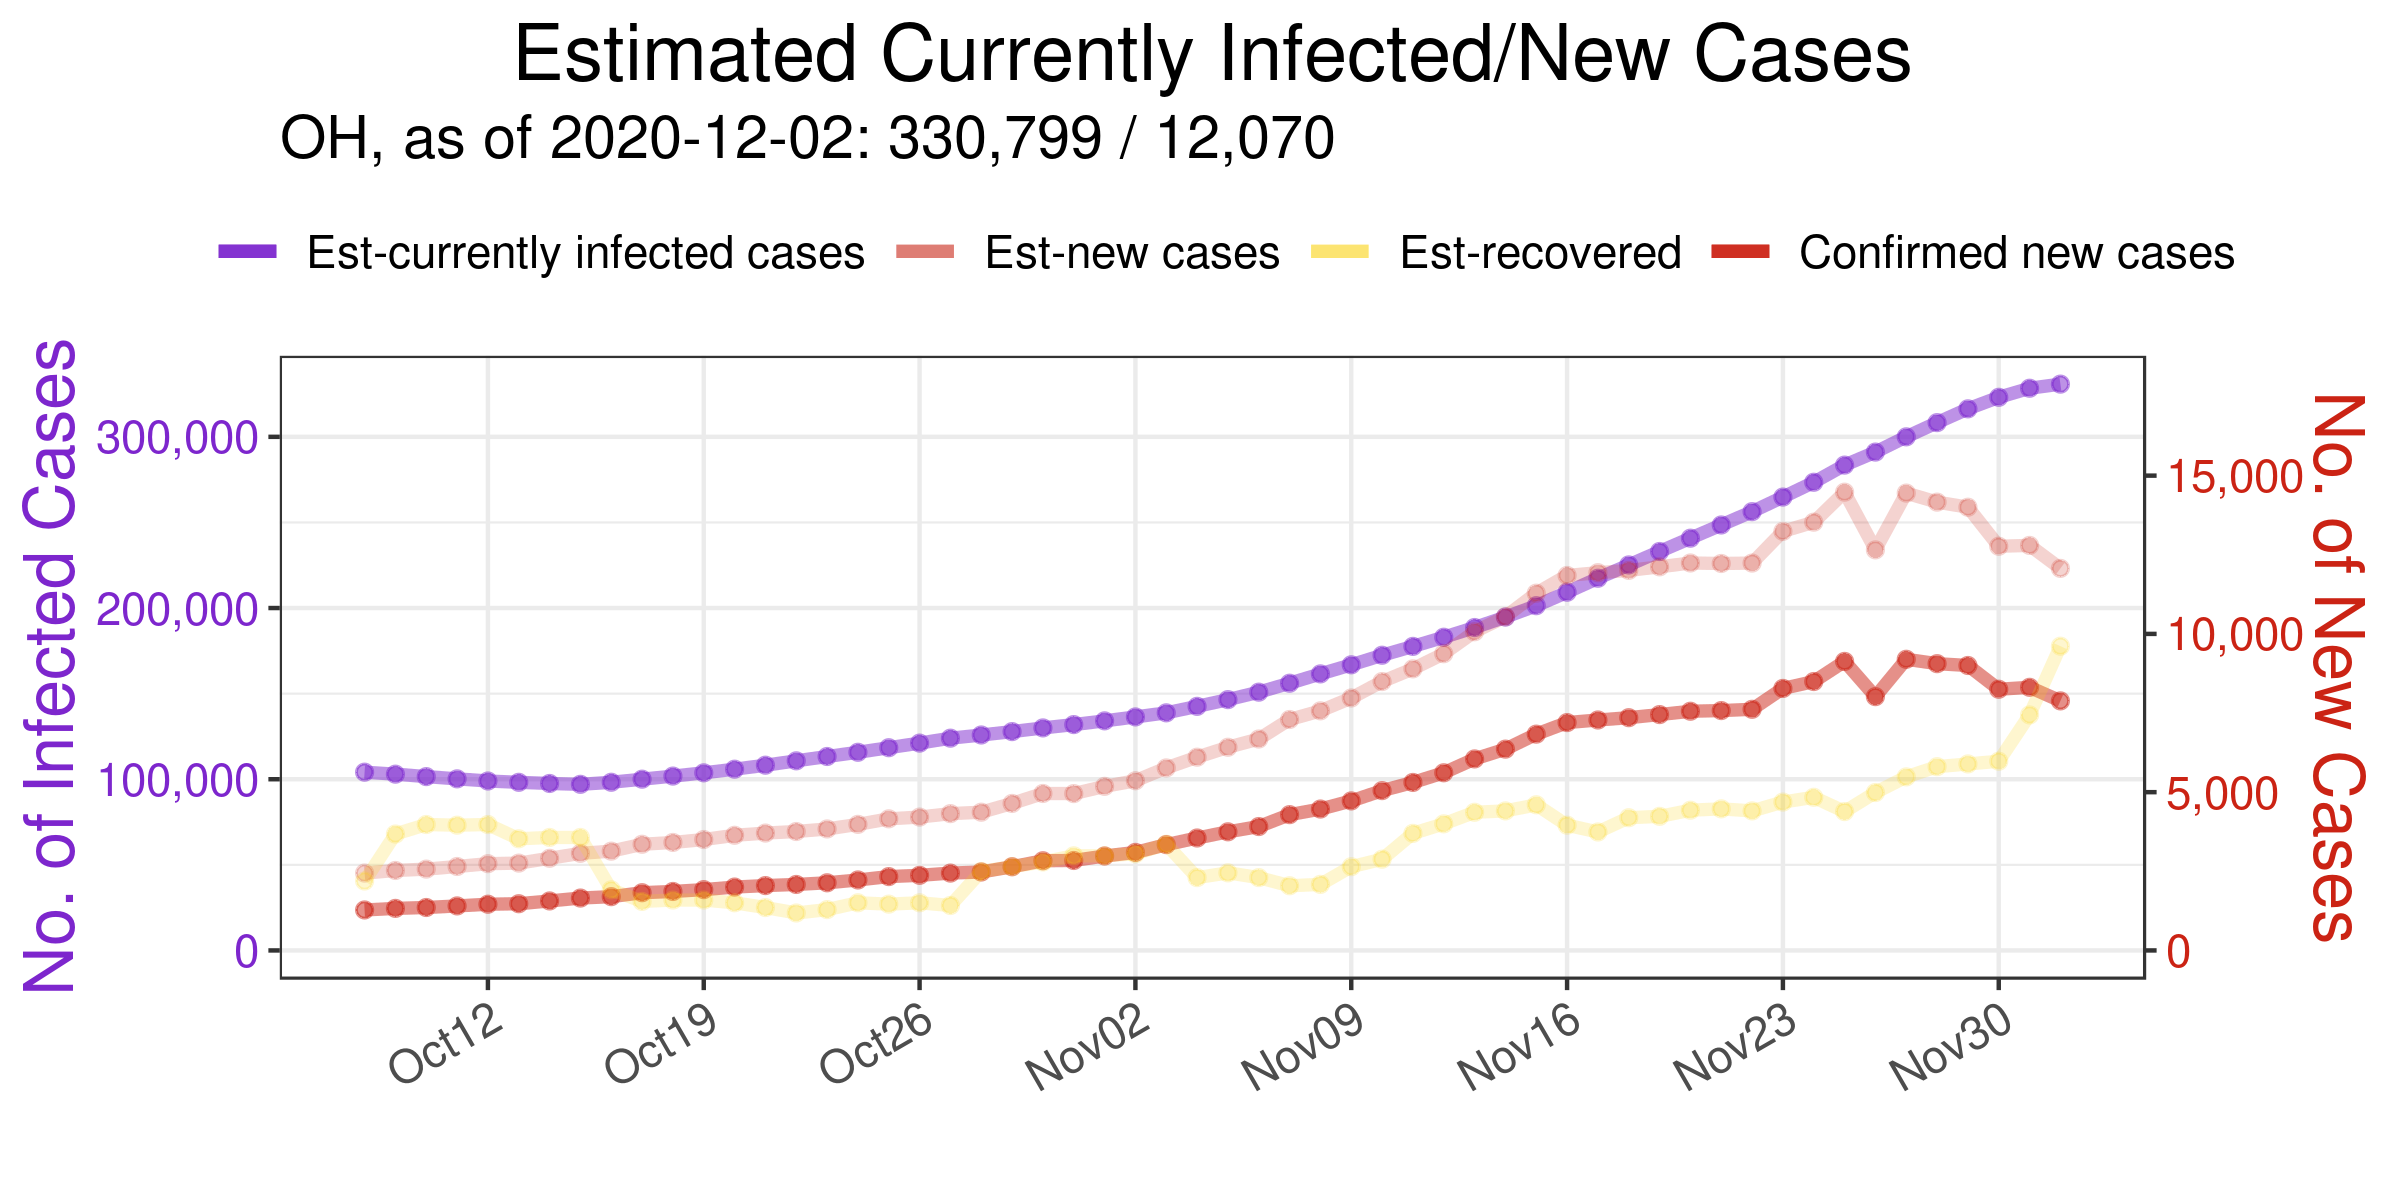 Estimated Currently Infected/New Cases
OH, as of 2020-12-02: 330,799 / 12,070
Est-currently infected cases
Est-new cases
Est-recovered
Confirmed new cases
No. of Infected Cases
300,000
200,000
100,000
0
15,000
10,000
5,000
0
No. of New Cases
Oct12
Oct19
Oct26
Nov02
Nov09
Nov16
Nov23
Nov30